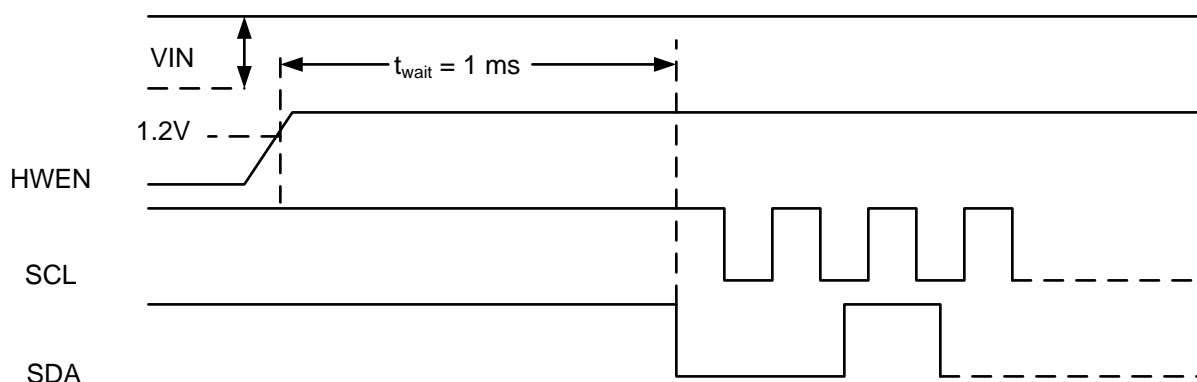 VIN
t_wait = 1 ms
1.2V
HWEN
SCL
SDA